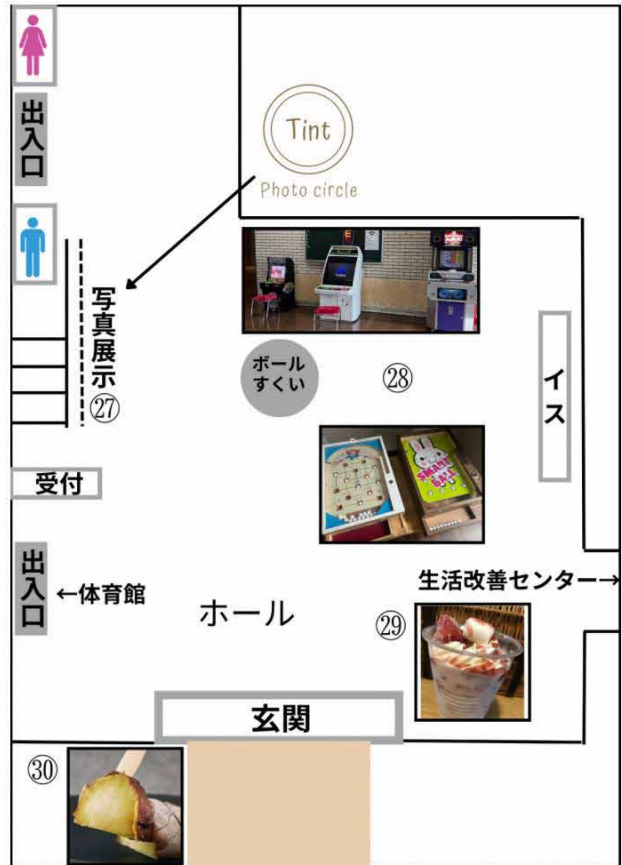 出入口
Tint
Photo circle
写真展示
㉗
ボール
すくい
㉘
イス
SMART
BALL
受付
出入口
←体育館
生活改善センター→
ホール
㉙
玄関
㉚